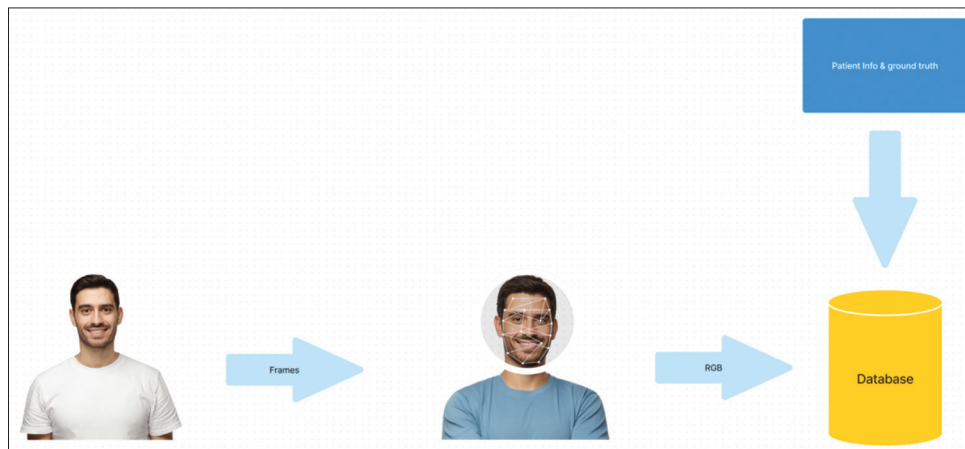 Patient Info & ground truth
Frames
RGB
Database